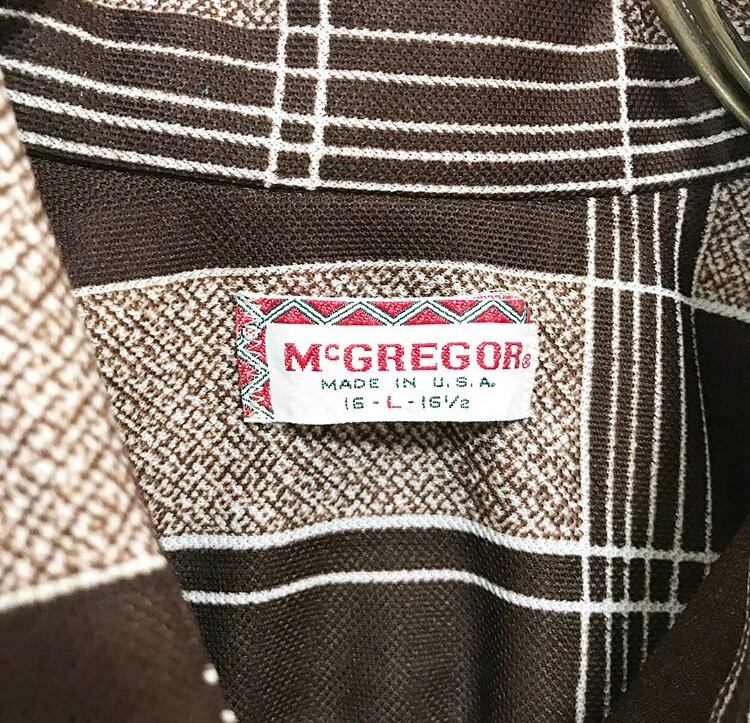 McGREGOR®
MADE IN U.S.A.
16 - L - 16½